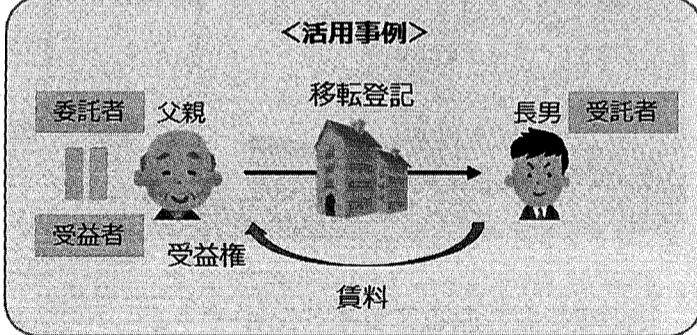 <活用事例>
移転登記
委託者 父親
長男 受託者
受益者
受益権
賃料